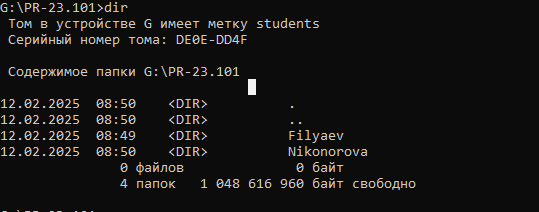 G:\PR-23.101>dir
Том в устройстве G имеет метку students
Серийный номер тома: DE0E-DD4F
Содержимое папки G:\PR-23.101
12.02.2025  08:50    <DIR>          .
12.02.2025  08:50    <DIR>          ..
12.02.2025  08:49    <DIR>          Filyaev
12.02.2025  08:50    <DIR>          Nikonorova
0 файлов              0 байт
4 папок   1 048 616 960 байт свободно